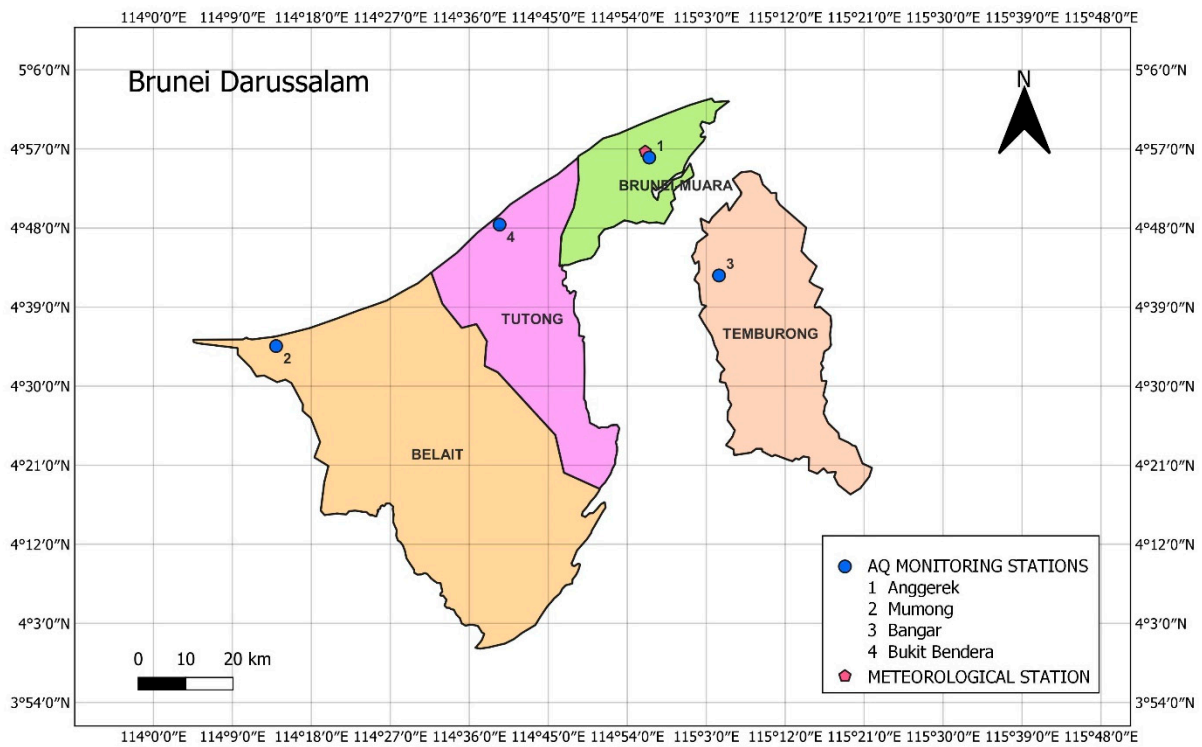 114°0′0″E 114°9′0″E 114°18′0″E 114°27′0″E 114°36′0″E 114°45′0″E 114°54′0″E 115°3′0″E 115°12′0″E 115°21′0″E 115°30′0″E 115°39′0″E 115°48′0″E
5°6′0″N 5°6′0″N
Brunei Darussalam
N
4°57′0″N 4°57′0″N
1
BRUNEI-MUARA
4°48′0″N 4°48′0″N
4
3
4°39′0″N 4°39′0″N
TUTONG
TEMBURONG
2
4°30′0″N 4°30′0″N
BELAIT
4°21′0″N 4°21′0″N
4°12′0″N 4°12′0″N
AQ MONITORING STATIONS
1 Anggerek
2 Mumong
4°3′0″N 4°3′0″N
3 Bangar
4 Bukit Bendera
0 10 20 km
METEOROLOGICAL STATION
3°54′0″N 3°54′0″N
114°0′0″E 114°9′0″E 114°18′0″E 114°27′0″E 114°36′0″E 114°45′0″E 114°54′0″E 115°3′0″E 115°12′0″E 115°21′0″E 115°30′0″E 115°39′0″E 115°48′0″E